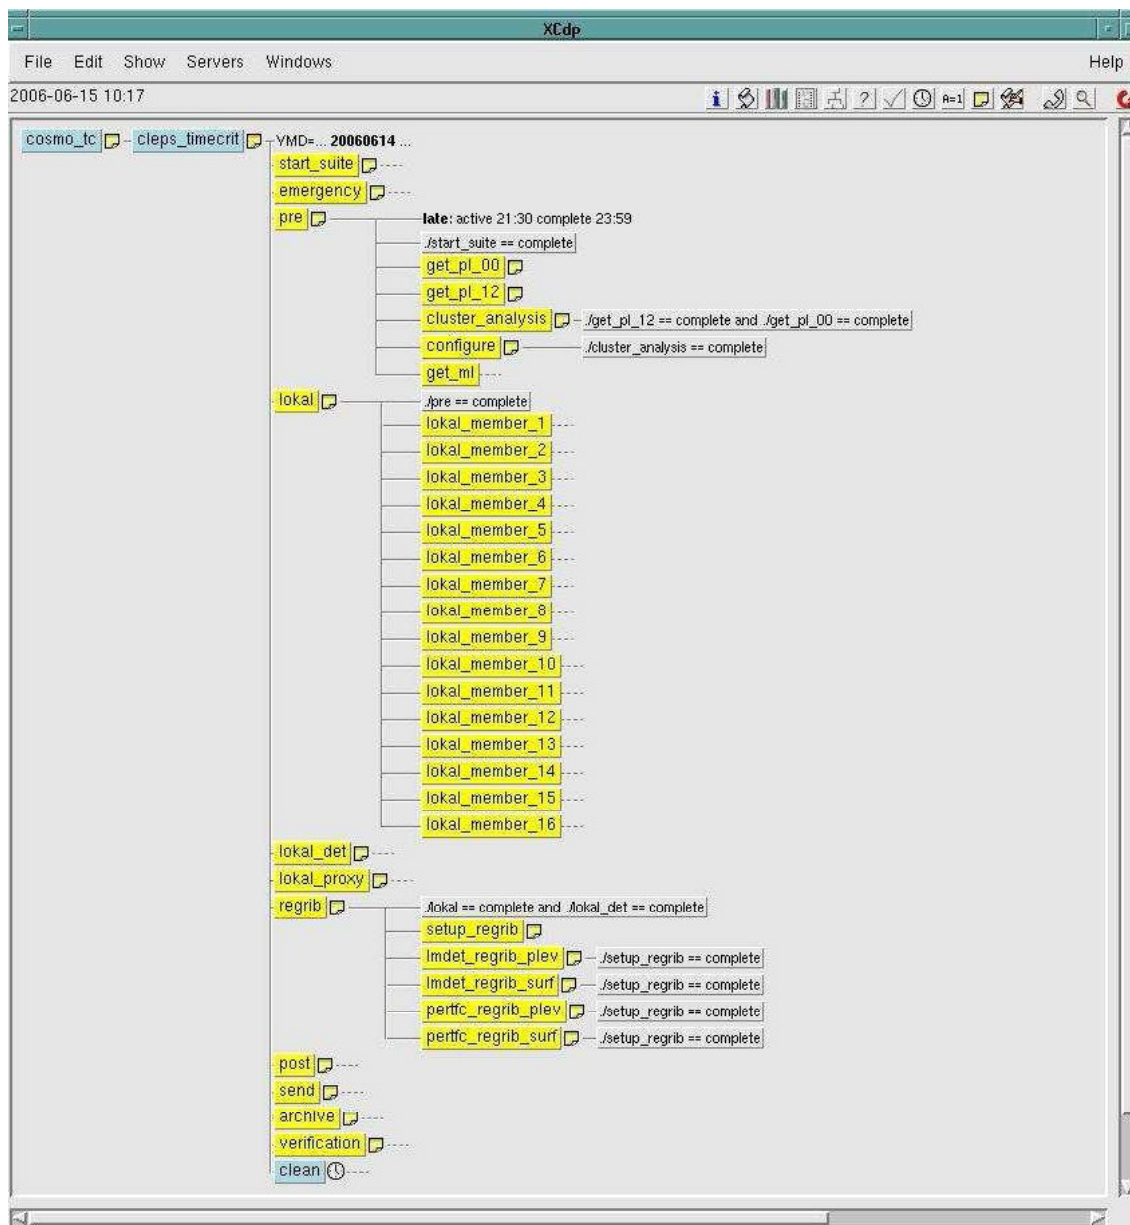 XCdp
File Edit Show Servers Windows Help
2006-06-15 10:17 i ? A=1
cosmo_tc cleps_timecrit YMD=... 20060614 ...
start_suite
emergency
pre late: active 21:30 complete 23:59
./start_suite == complete
get_pl_00
get_pl_12
cluster_analysis ./get_pl_12 == complete and ./get_pl_00 == complete
configure ./cluster_analysis == complete
get_ml
lokal ./pre == complete
lokal_member_1
lokal_member_2
lokal_member_3
lokal_member_4
lokal_member_5
lokal_member_6
lokal_member_7
lokal_member_8
lokal_member_9
lokal_member_10
lokal_member_11
lokal_member_12
lokal_member_13
lokal_member_14
lokal_member_15
lokal_member_16
lokal_det
lokal_proxy
regrib ./lokal == complete and ./lokal_det == complete
setup_regrib
lmdet_regrib_plev ./setup_regrib == complete
lmdet_regrib_surf ./setup_regrib == complete
pertfc_regrib_plev ./setup_regrib == complete
pertfc_regrib_surf ./setup_regrib == complete
post
send
archive
verification
clean